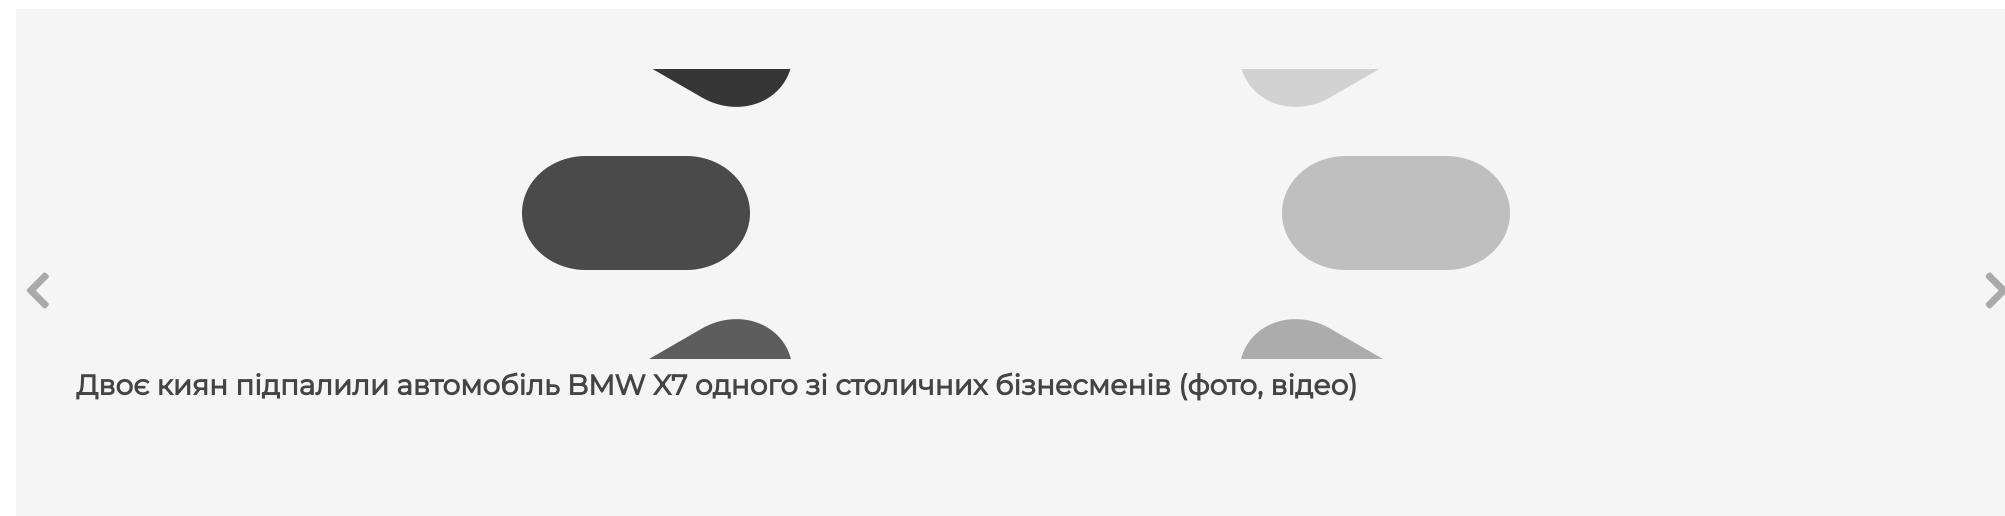 Двоє киян підпалили автомобіль BMW X7 одного зі столичних бізнесменів (фото, відео)